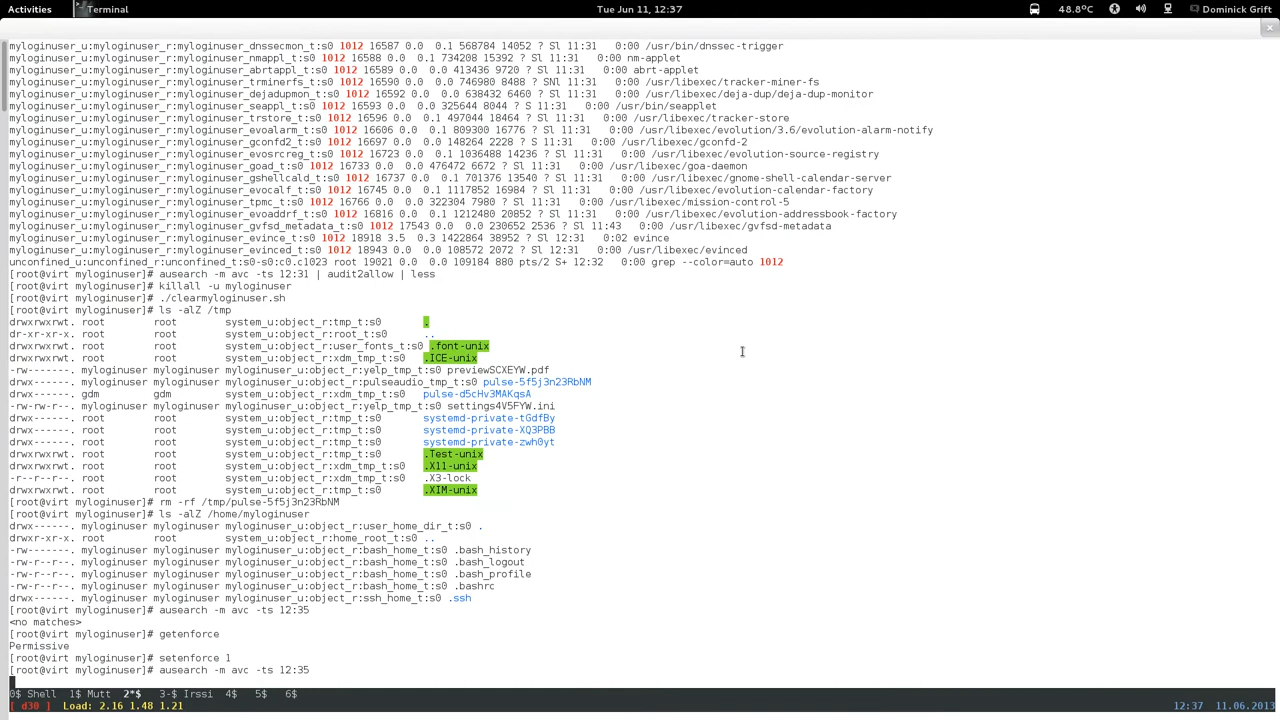 Activities Terminal Tue Jun 11, 12:37 48.8°C Dominick Grift
myloginuser_u:myloginuser_r:myloginuser_dnssecmon_t:s0 1012 16587 0.0  0.1 568784 14052 ? Sl 11:31   0:00 /usr/bin/dnssec-trigger
myloginuser_u:myloginuser_r:myloginuser_nmappl_t:s0 1012 16588 0.0  0.1 734208 15392 ? Sl 11:31   0:00 nm-applet
myloginuser_u:myloginuser_r:myloginuser_abrtappl_t:s0 1012 16589 0.0  0.0 413436 9720 ? Sl 11:31   0:00 abrt-applet
myloginuser_u:myloginuser_r:myloginuser_trminerfs_t:s0 1012 16590 0.0  0.0 746980 8488 ? SNl 11:31   0:00 /usr/libexec/tracker-miner-fs
myloginuser_u:myloginuser_r:myloginuser_dejadupmon_t:s0 1012 16592 0.0  0.0 638432 6460 ? Sl 11:31   0:00 /usr/libexec/deja-dup/deja-dup-monitor
myloginuser_u:myloginuser_r:myloginuser_seappl_t:s0 1012 16593 0.0  0.0 325644 8044 ? S 11:31   0:00 /usr/bin/seapplet
myloginuser_u:myloginuser_r:myloginuser_trstore_t:s0 1012 16596 0.0  0.1 497044 18464 ? Sl 11:31   0:00 /usr/libexec/tracker-store
myloginuser_u:myloginuser_r:myloginuser_evoalarm_t:s0 1012 16606 0.0  0.1 809300 16776 ? Sl 11:31   0:00 /usr/libexec/evolution/3.6/evolution-alarm-notify
myloginuser_u:myloginuser_r:myloginuser_gconfd2_t:s0 1012 16697 0.0  0.0 148264 2228 ? S 11:31   0:00 /usr/libexec/gconfd-2
myloginuser_u:myloginuser_r:myloginuser_evosrcreg_t:s0 1012 16723 0.0  0.1 1036488 14236 ? Sl 11:31   0:00 /usr/libexec/evolution-source-registry
myloginuser_u:myloginuser_r:myloginuser_goad_t:s0 1012 16733 0.0  0.0 476472 6672 ? Sl 11:31   0:00 /usr/libexec/goa-daemon
myloginuser_u:myloginuser_r:myloginuser_gshellcald_t:s0 1012 16737 0.0  0.1 701376 13540 ? Sl 11:31   0:00 /usr/libexec/gnome-shell-calendar-server
myloginuser_u:myloginuser_r:myloginuser_evocalf_t:s0 1012 16745 0.0  0.1 1117852 16984 ? Sl 11:31   0:00 /usr/libexec/evolution-calendar-factory
myloginuser_u:myloginuser_r:myloginuser_tpmc_t:s0 1012 16766 0.0  0.0 322304 7980 ? Sl 11:31   0:00 /usr/libexec/mission-control-5
myloginuser_u:myloginuser_r:myloginuser_evoaddrf_t:s0 1012 16816 0.0  0.1 1212480 20852 ? Sl 11:31   0:00 /usr/libexec/evolution-addressbook-factory
myloginuser_u:myloginuser_r:myloginuser_gvfsd_metadata_t:s0 1012 17543 0.0  0.0 230652 2536 ? Sl 11:43   0:00 /usr/libexec/gvfsd-metadata
myloginuser_u:myloginuser_r:myloginuser_evince_t:s0 1012 18918 3.5  0.3 1422864 38952 ? Sl 12:31   0:02 evince
myloginuser_u:myloginuser_r:myloginuser_evinced_t:s0 1012 18943 0.0  0.0 108572 2072 ? Sl 12:31   0:00 /usr/libexec/evinced
unconfined_u:unconfined_r:unconfined_t:s0-s0:c0.c1023 root 19021 0.0  0.0 109184 880 pts/2 S+ 12:32   0:00 grep --color=auto 1012
[root@virt myloginuser]# ausearch -m avc -ts 12:31 | audit2allow | less
[root@virt myloginuser]# killall -u myloginuser
[root@virt myloginuser]# ./clearmyloginuser.sh
[root@virt myloginuser]# ls -alZ /tmp
drwxrwxrwt. root root system_u:object_r:tmp_t:s0 .
dr-xr-xr-x. root root system_u:object_r:root_t:s0 ..
drwxrwxrwt. root root system_u:object_r:user_fonts_t:s0 .font-unix
drwxrwxrwt. root root system_u:object_r:xdm_tmp_t:s0 .ICE-unix
-rw-------. myloginuser myloginuser myloginuser_u:object_r:yelp_tmp_t:s0 previewSCXEYW.pdf
drwx------. myloginuser myloginuser myloginuser_u:object_r:pulseaudio_tmp_t:s0 pulse-5f5j3n23RbNM
drwx------. gdm gdm system_u:object_r:xdm_tmp_t:s0 pulse-d5cHv3MAKqsA
-rw-rw-r--. myloginuser myloginuser myloginuser_u:object_r:yelp_tmp_t:s0 settings4V5FYW.ini
drwx------. root root system_u:object_r:tmp_t:s0 systemd-private-tGdfBy
drwx------. root root system_u:object_r:tmp_t:s0 systemd-private-XQ3PBB
drwx------. root root system_u:object_r:tmp_t:s0 systemd-private-zwh0yt
drwxrwxrwt. root root system_u:object_r:tmp_t:s0 .Test-unix
drwxrwxrwt. root root system_u:object_r:xdm_tmp_t:s0 .X11-unix
-r--r--r--. root root system_u:object_r:xdm_tmp_t:s0 .X3-lock
drwxrwxrwt. root root system_u:object_r:tmp_t:s0 .XIM-unix
[root@virt myloginuser]# rm -rf /tmp/pulse-5f5j3n23RbNM
[root@virt myloginuser]# ls -alZ /home/myloginuser
drwx------. myloginuser myloginuser myloginuser_u:object_r:user_home_dir_t:s0 .
drwxr-xr-x. root root system_u:object_r:home_root_t:s0 ..
-rw-------. myloginuser myloginuser myloginuser_u:object_r:bash_home_t:s0 .bash_history
-rw-r--r--. myloginuser myloginuser myloginuser_u:object_r:bash_home_t:s0 .bash_logout
-rw-r--r--. myloginuser myloginuser myloginuser_u:object_r:bash_home_t:s0 .bash_profile
-rw-r--r--. myloginuser myloginuser myloginuser_u:object_r:bash_home_t:s0 .bashrc
drwx------. myloginuser myloginuser myloginuser_u:object_r:ssh_home_t:s0 .ssh
[root@virt myloginuser]# ausearch -m avc -ts 12:35
<no matches>
[root@virt myloginuser]# getenforce
Permissive
[root@virt myloginuser]# setenforce 1
[root@virt myloginuser]# ausearch -m avc -ts 12:35
0$ Shell  1$ Mutt  2*$  3-$ Irssi  4$  5$  6$
[ d30 ]  Load: 2.16 1.48 1.21 12:37  11.06.2013